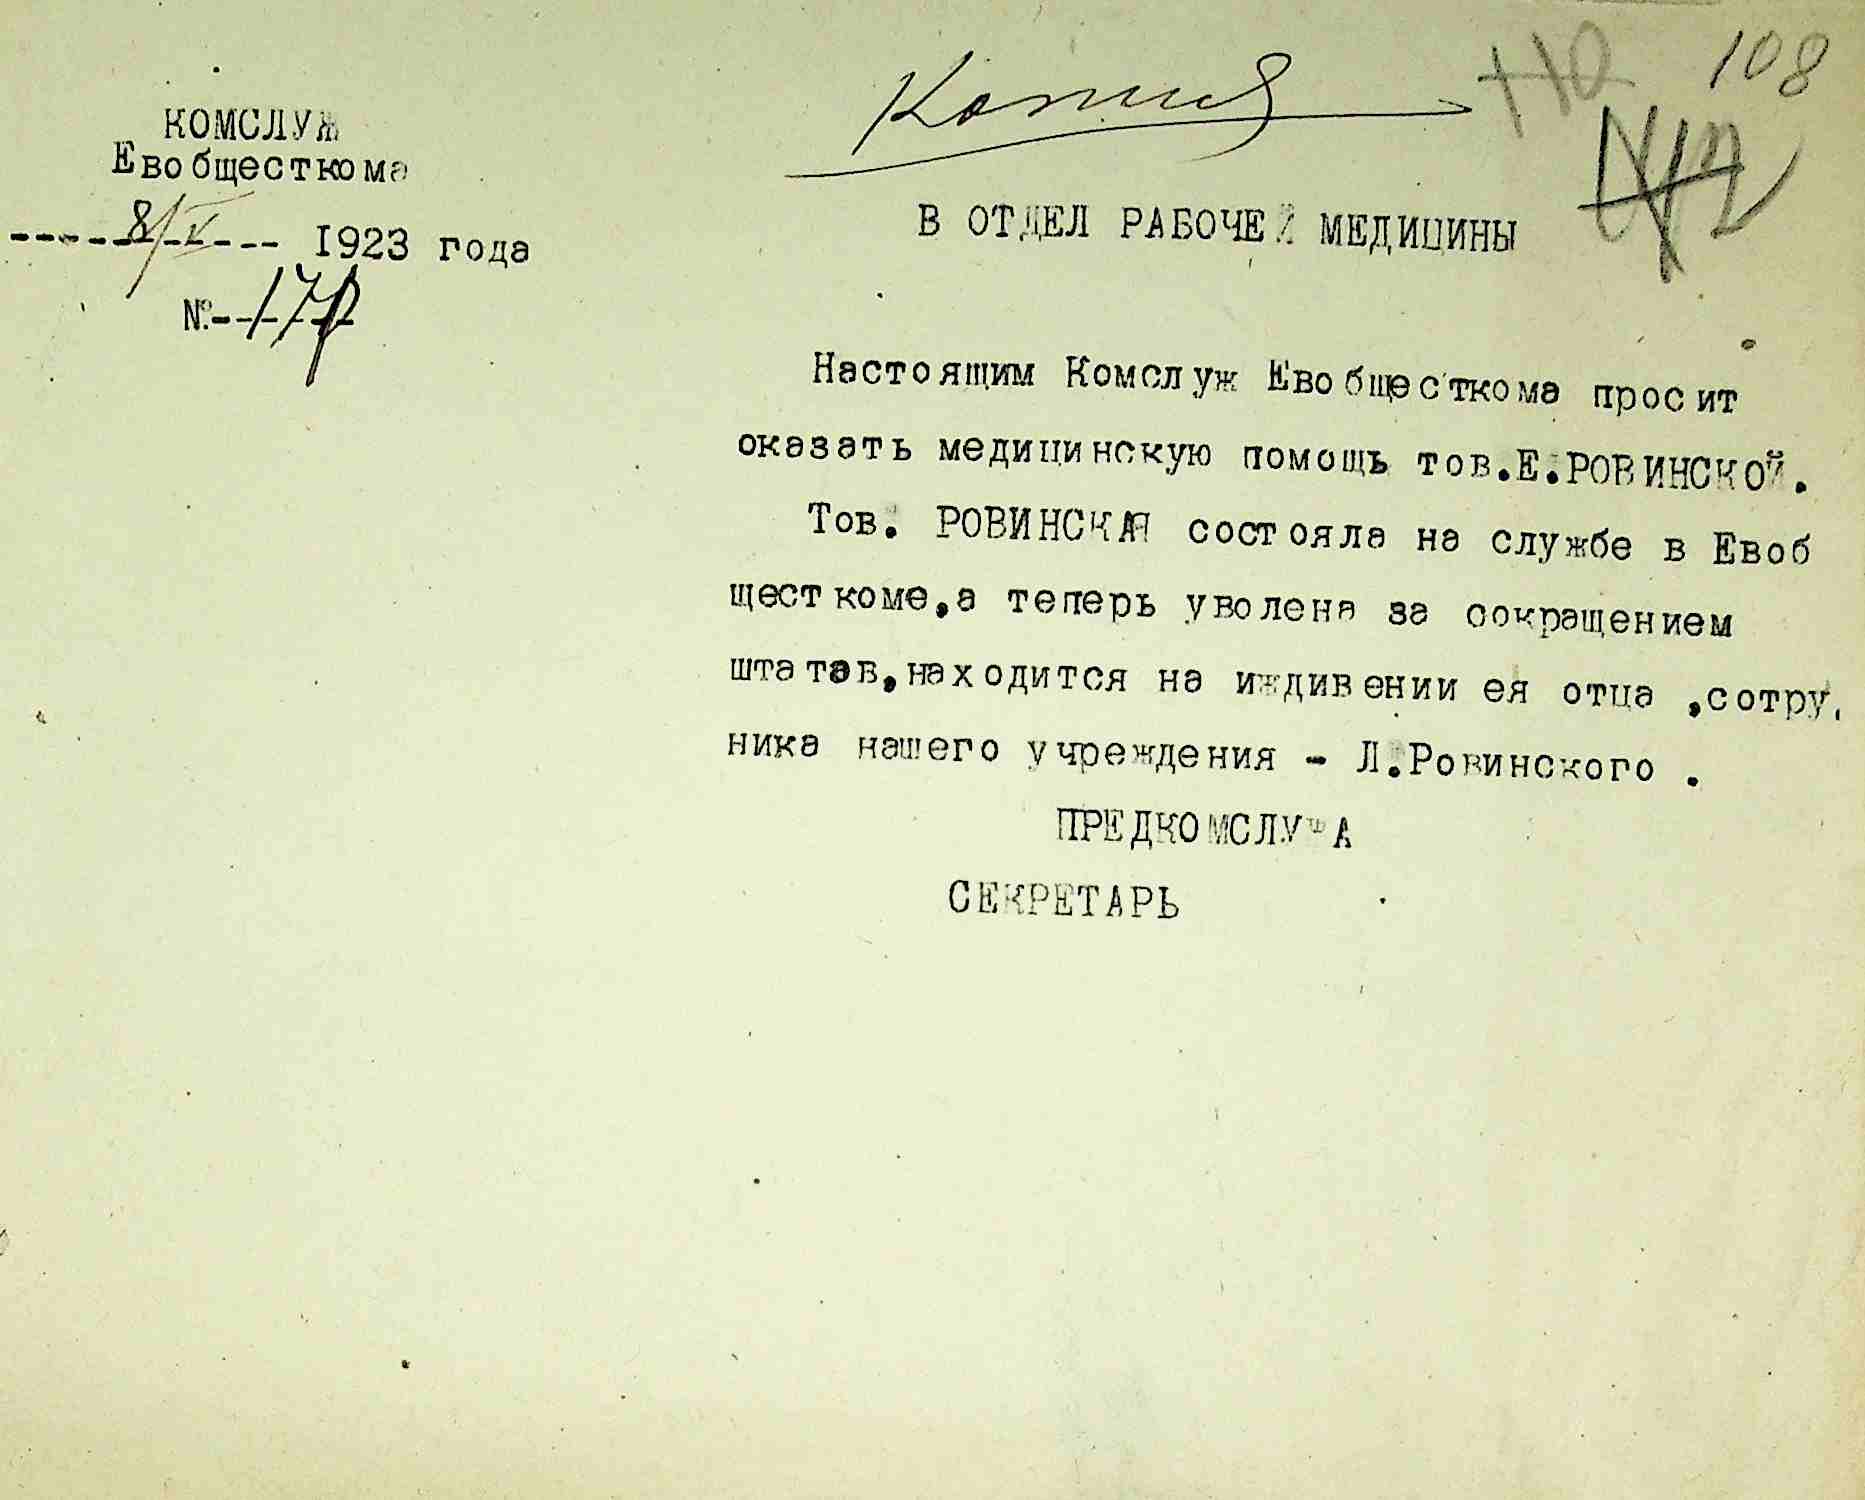 Копия
108
КОМСЛУЖ
Евобщесткома
8/V 1923 года
№ 17
В ОТДЕЛ РАБОЧЕЙ МЕДИЦИНЫ
Настоящим Комслуж Евобщесткома просит
оказать медицинскую помощь тов.Е.РОВИНСКОЙ.
Тов. РОВИНСКАЯ состояла на службе в Евоб
щесткоме,а теперь уволена за сокращением
штатов,находится на иждивении ея отца ,сотру
ника нашего учреждения - Л.Ровинского .
ПРЕДКОМСЛУЖА
СЕКРЕТАРЬ